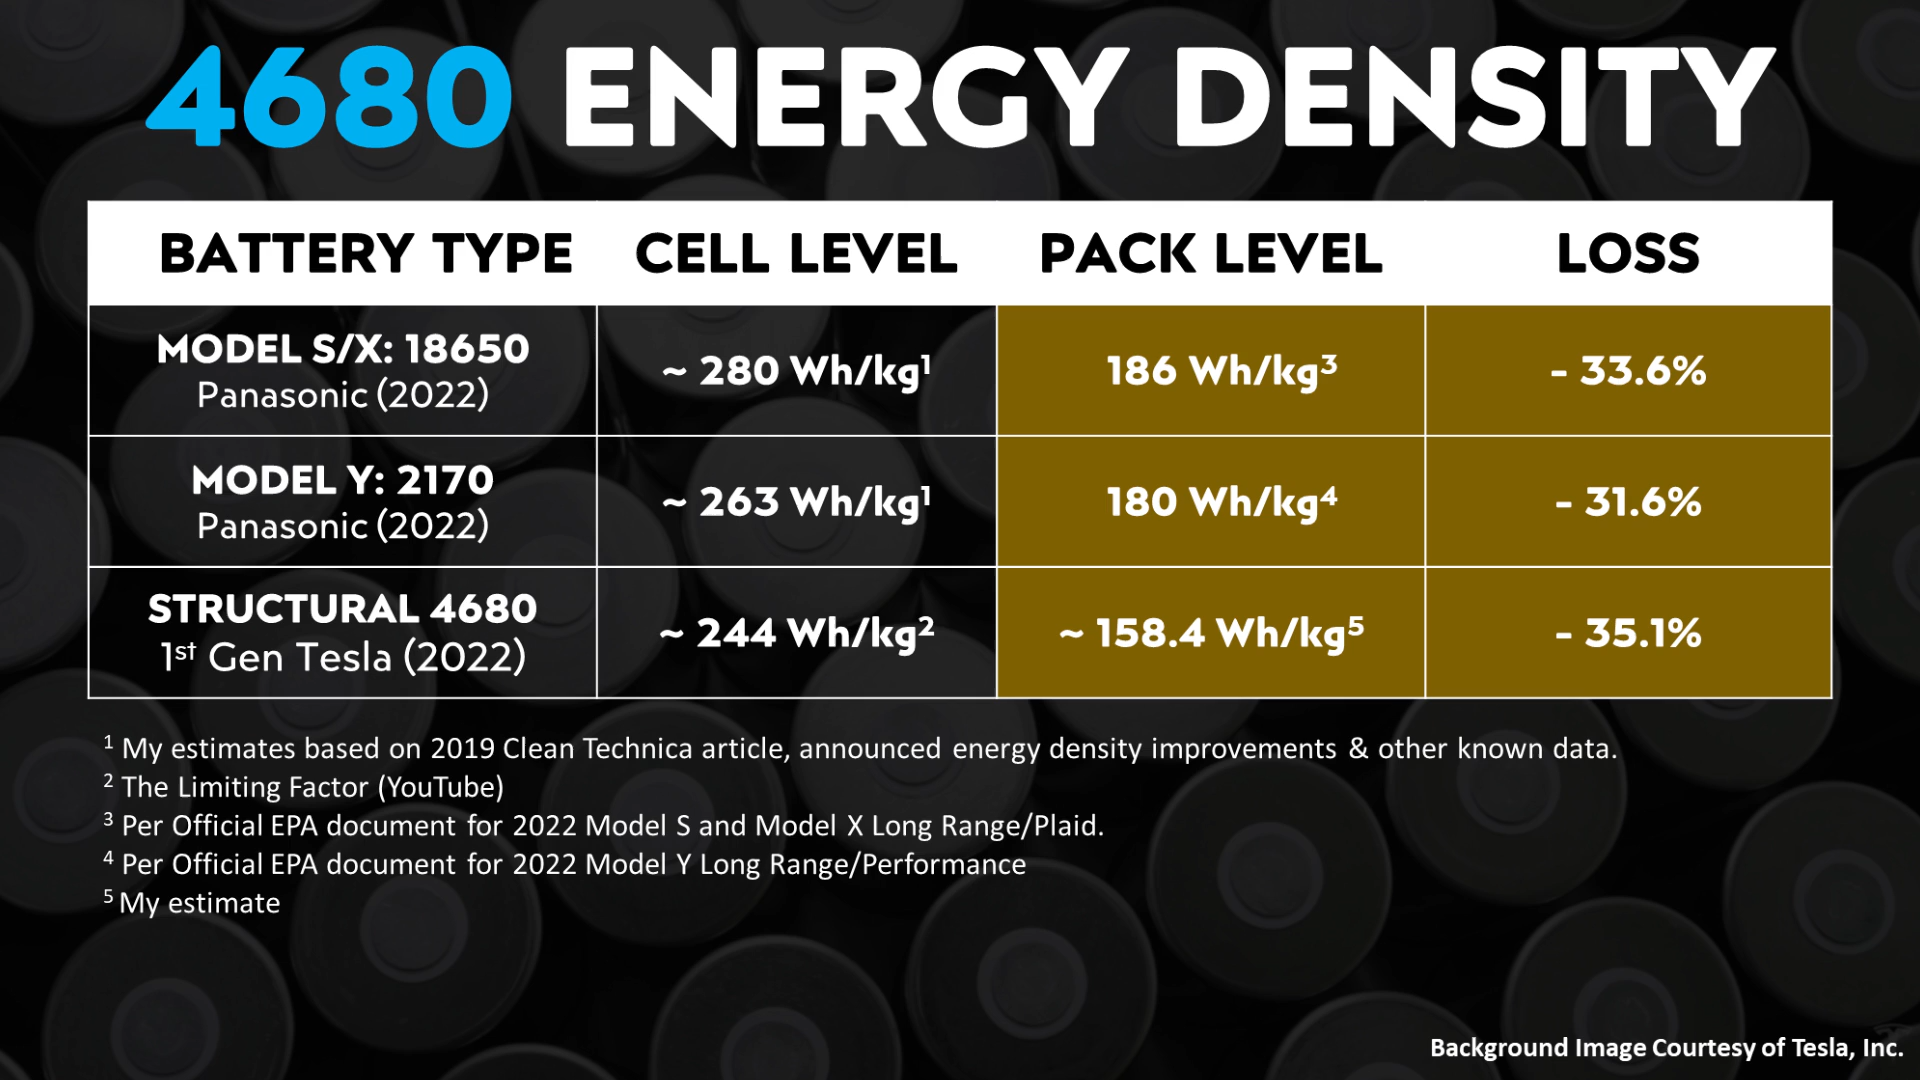 4680 ENERGY DENSITY
BATTERY TYPE CELL LEVEL PACK LEVEL LOSS
MODEL S/X: 18650
Panasonic (2022)
~ 280 Wh/kg¹
186 Wh/kg³
- 33.6%
MODEL Y: 2170
Panasonic (2022)
~ 263 Wh/kg¹
180 Wh/kg⁴
- 31.6%
STRUCTURAL 4680
1st Gen Tesla (2022)
~ 244 Wh/kg²
~ 158.4 Wh/kg⁵
- 35.1%
¹ My estimates based on 2019 Clean Technica article, announced energy density improvements & other known data.
² The Limiting Factor (YouTube)
³ Per Official EPA document for 2022 Model S and Model X Long Range/Plaid.
⁴ Per Official EPA document for 2022 Model Y Long Range/Performance
⁵ My estimate
Background Image Courtesy of Tesla, Inc.